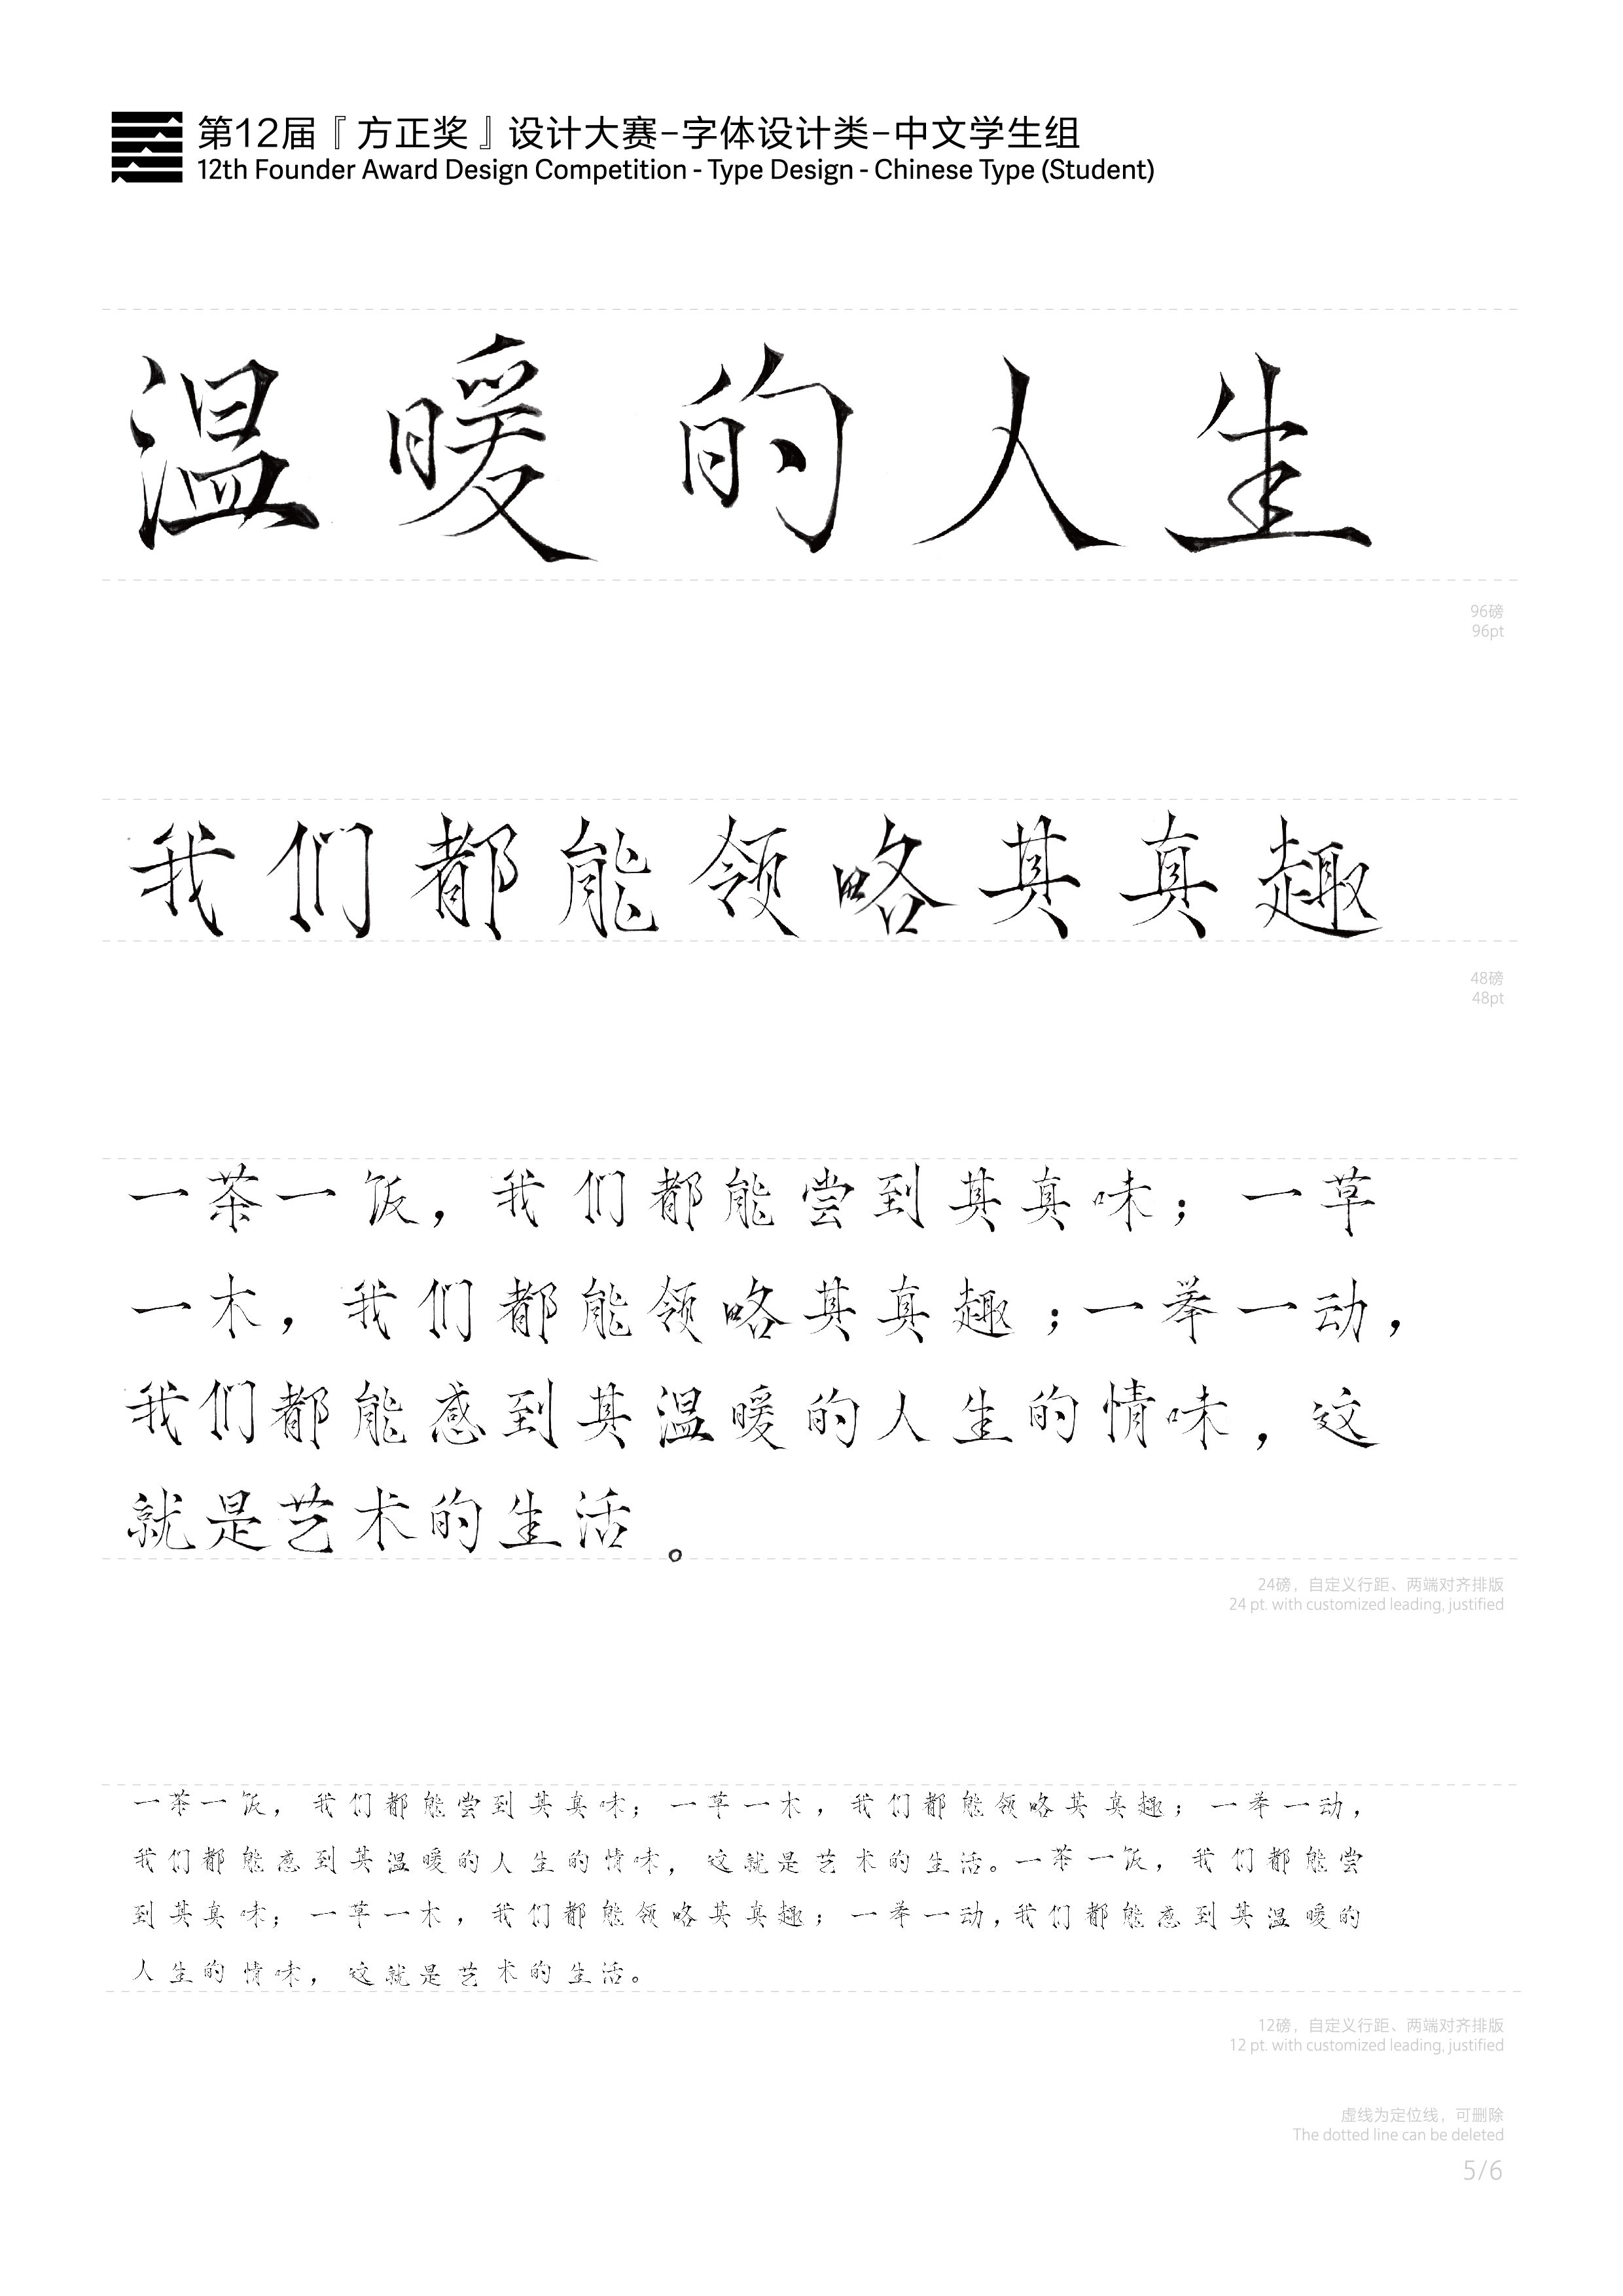 第12届『方正奖』设计大赛-字体设计类-中文学生组
12th Founder Award Design Competition - Type Design - Chinese Type (Student)
温暖的人生
96磅
96pt
我们都能领略其真趣
48磅
48pt
一茶一饭，我们都能尝到其真味；一草
一木，我们都能领略其真趣；一举一动，
我们都能感到其温暖的人生的情味，这
就是艺术的生活。
24磅，自定义行距、两端对齐排版
24 pt. with customized leading, justified
一茶一饭，我们都能尝到其真味；一草一木，我们都能领略其真趣；一举一动，
我们都能感到其温暖的人生的情味，这就是艺术的生活。一茶一饭，我们都能尝
到其真味；一草一木，我们都能领略其真趣；一举一动，我们都能感到其温暖的
人生的情味，这就是艺术的生活。
12磅，自定义行距、两端对齐排版
12 pt. with customized leading, justified
虚线为定位线，可删除
The dotted line can be deleted
5/6